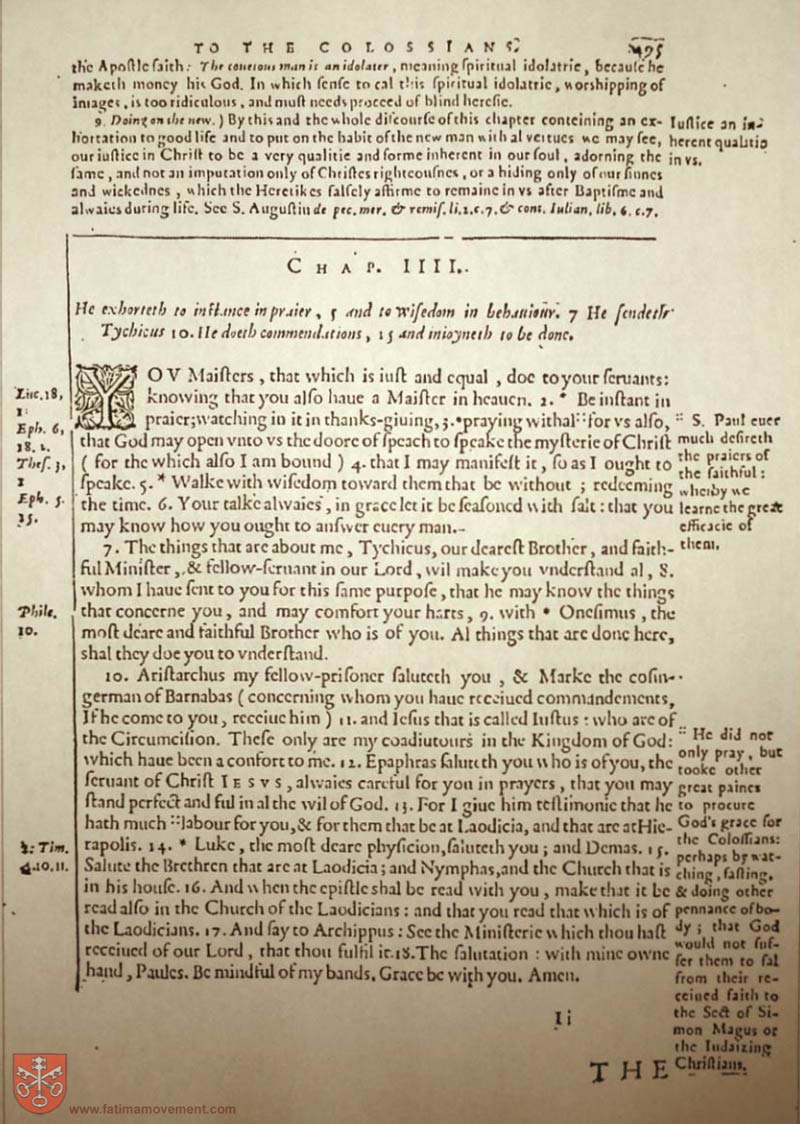 TO THE COLOSSIANS. 495
the Apostle ſaith: The couetous man is an idolater, meaning ſpiritual idolatrie, becauſe he
maketh money his God. In which ſenſe to cal this ſpiritual idolatrie, worshipping of
images, is too ridiculous, and muſt needs proceed of blind hereſie.
9. Doing on the new.) By this and the whole diſcourſe of this chapter conteining an ex-
hortation to good life and to put on the habit of the new man with al vertues we may ſee,
our iuſtice in Chriſt to be a very qualitie and forme inherent in our ſoul, adorning the
ſame, and not an imputation only of Chriſtes righteouſnes, or a hiding only of our ſinnes
and wickednes, which the Heretikes falſely affirme to remaine in vs after Baptiſme and
alwaies during life. See S. Auguſtin de pec. mer. & remiſ. li.1.c.7. & cont. Iulian. lib. 6. c.7.
Iuſtice an in-
herent qualitio
in vs.
CHAP. IIII.
He exhorteth to inſtance in praier, 5 and to wiſedom in behauiour. 7 He ſendeth
Tychicus 10. He doeth commendations, 15 and inioyneth to be done.
YOV Maiſters, that which is iuſt and equal, doe to your ſeruants:
knowing that you alſo haue a Maiſter in heauen. 2. * Be inſtant in
praier; watching in it in thanks-giuing, 3. * praying withal :: for vs alſo,
that God may open vnto vs the doore of ſpeach to ſpeake the myſterie of Chriſt
( for the which alſo I am bound ) 4. that I may manifeſt it, ſo as I ought to
ſpeake. 5. * Walke with wiſedom toward them that be without ; redeeming
the time. 6. Your talke alwaies, in grace let it be ſeaſoned with ſalt : that you
may know how you ought to anſwer euery man.
7. The things that are about me, Tychicus, our deareſt Brother, and faith-
ful Miniſter, & fellow-ſeruant in our Lord, wil make you vnderſtand al, 8.
whom I haue ſent to you for this ſame purpoſe, that he may know the things
that concerne you, and may comfort your harts, 9. with * Oneſimus, the
moſt deare and faithful Brother who is of you. Al things that are done here,
shal they doe you to vnderſtand.
10. Ariſtarchus my fellow-priſoner ſaluteth you, & Marke the coſin-
german of Barnabas ( concerning whom you haue receiued commandements,
If he come to you, receiue him ) 11. and Ieſus that is called Iuſtus : who are of
the Circumciſion. Theſe only are my coadiutours in the Kingdom of God:
which haue been a confort to me. 12. Epaphras ſaluteth you who is of you, the
ſeruant of Chriſt IESVS, alwaies careful for you in prayers, that you may
ſtand perfect and ful in al the wil of God. 13. For I giue him teſtimonie that he
hath much :: labour for you, & for them that be at Laodicia, and that are at Hie-
rapolis. 14. * Luke, the moſt deare phyſicion, ſaluteth you ; and Demas. 15.
Salute the Brethren that are at Laodicia ; and Nymphas, and the Church that is
in his houſe. 16. And when the epiſtle shal be read with you, make that it be
read alſo in the Church of the Laodicians : and that you read that which is of
the Laodicians. 17. And ſay to Archippus : See the Miniſterie which thou haſt
receiued of our Lord, that thou fulfil it. 18. The ſalutation : with mine owne
hand, Paules. Be mindful of my bands. Grace be with you. Amen.
Luc. 18,
1.
Eph. 6,
18. 2.
Theſ. 3,
1
Eph. 5.
15.
Phile.
10.
2. Tim.
4. 10. 11.
:: S. Paul euer
much deſireth
the praiers of
the faithful :
wherby we
learne the great
efficacie of
them.
:: He did not
only pray, but
tooke other
great paines
to procure
God's grace for
the Coloſſians:
perhaps by wat-
ching, faſting,
& doing other
pennance of bo-
dy ; that God
would not ſuf-
fer them to fal
from their re-
ceiued faith to
the Sect of Si-
mon Magus or
the Iudaizing
Chriſtians.
Ii
THE
www.fatimamovement.com